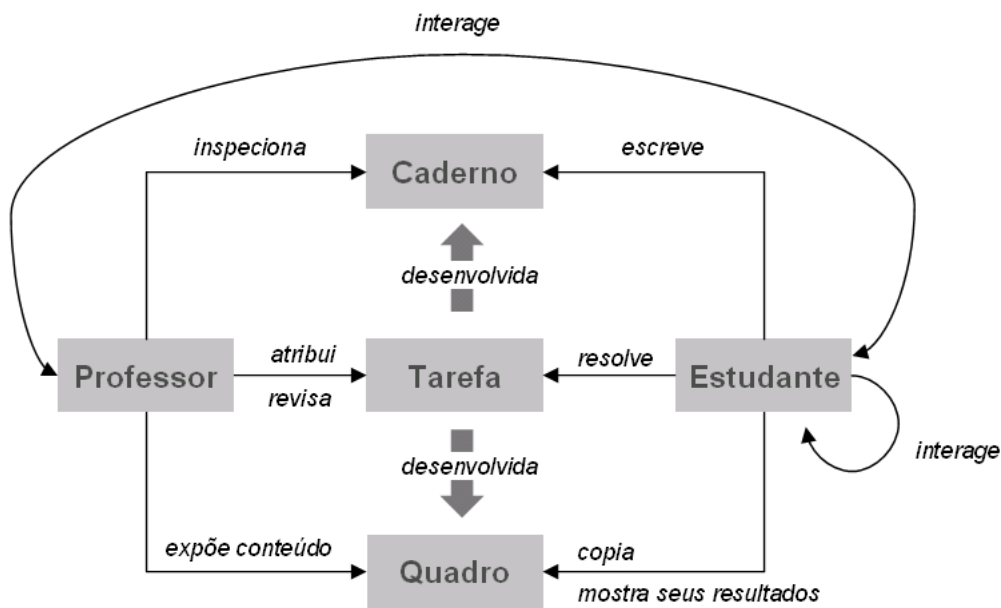 interage
inspeciona
escreve
Caderno
desenvolvida
Professor
atribui
revisa
Tarefa
resolve
Estudante
interage
desenvolvida
expõe conteúdo
Quadro
copia
mostra seus resultados